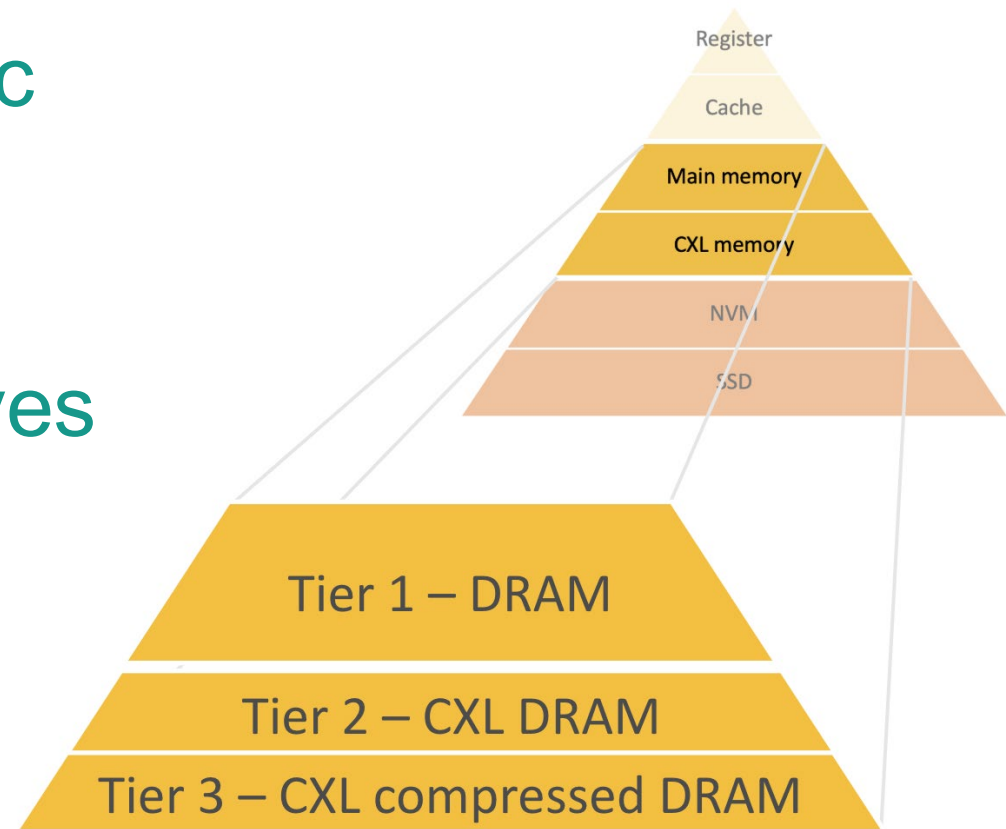 c
ves
Register
Cache
Main memory
CXL memory
NVM
SSD
Tier 1 – DRAM
Tier 2 – CXL DRAM
Tier 3 – CXL compressed DRAM